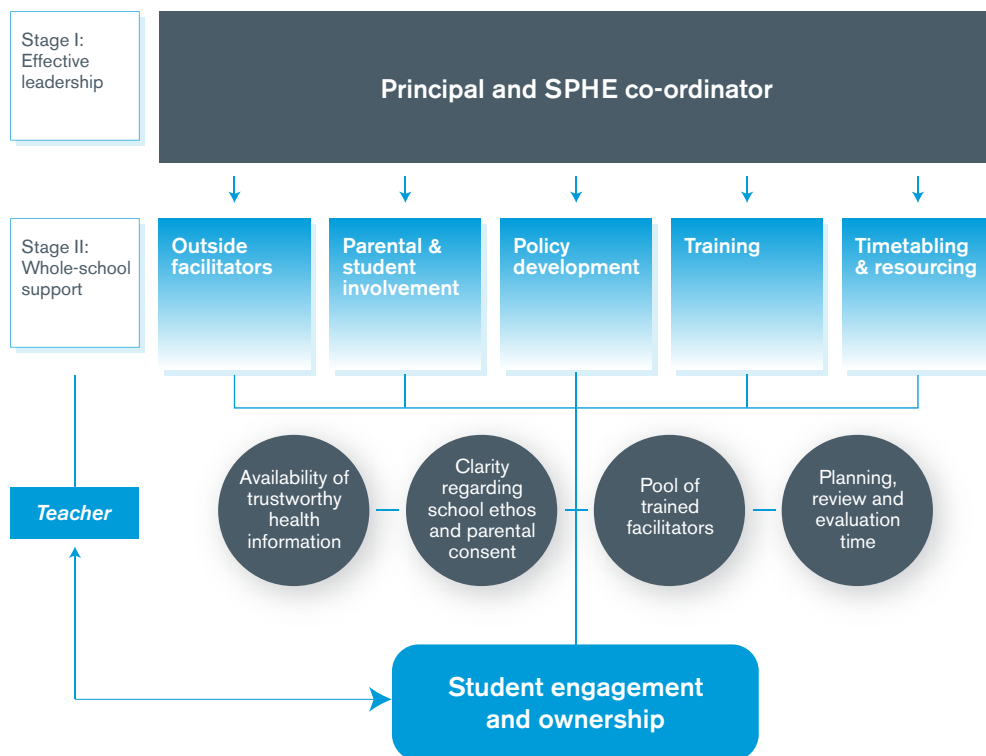 Stage I:
Effective
leadership
Principal and SPHE co-ordinator
Stage II:
Whole-school
support
Outside
facilitators
Parental &
student
involvement
Policy
development
Training
Timetabling
& resourcing
Teacher
Availability of
trustworthy
health
information
Clarity
regarding
school ethos
and parental
consent
Pool of
trained
facilitators
Planning,
review and
evaluation
time
Student engagement
and ownership